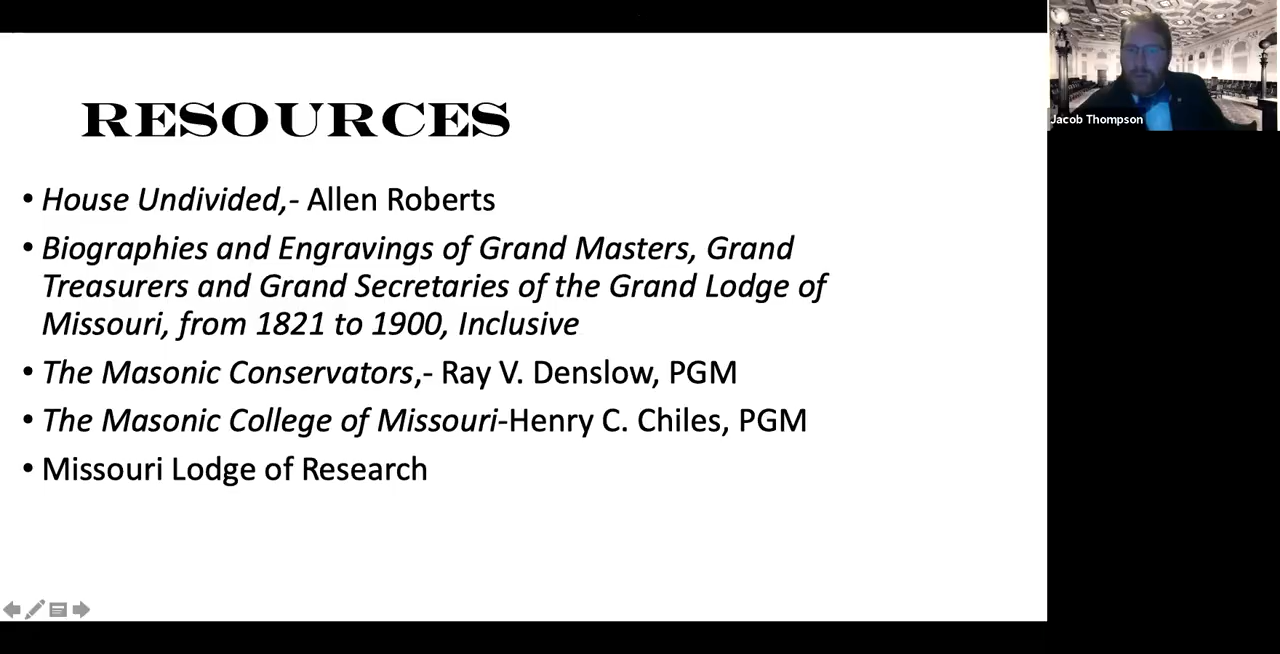 RESOURCES
• House Undivided,- Allen Roberts
• Biographies and Engravings of Grand Masters, Grand
Treasurers and Grand Secretaries of the Grand Lodge of
Missouri, from 1821 to 1900, Inclusive
• The Masonic Conservators,- Ray V. Denslow, PGM
• The Masonic College of Missouri-Henry C. Chiles, PGM
• Missouri Lodge of Research
Jacob Thompson